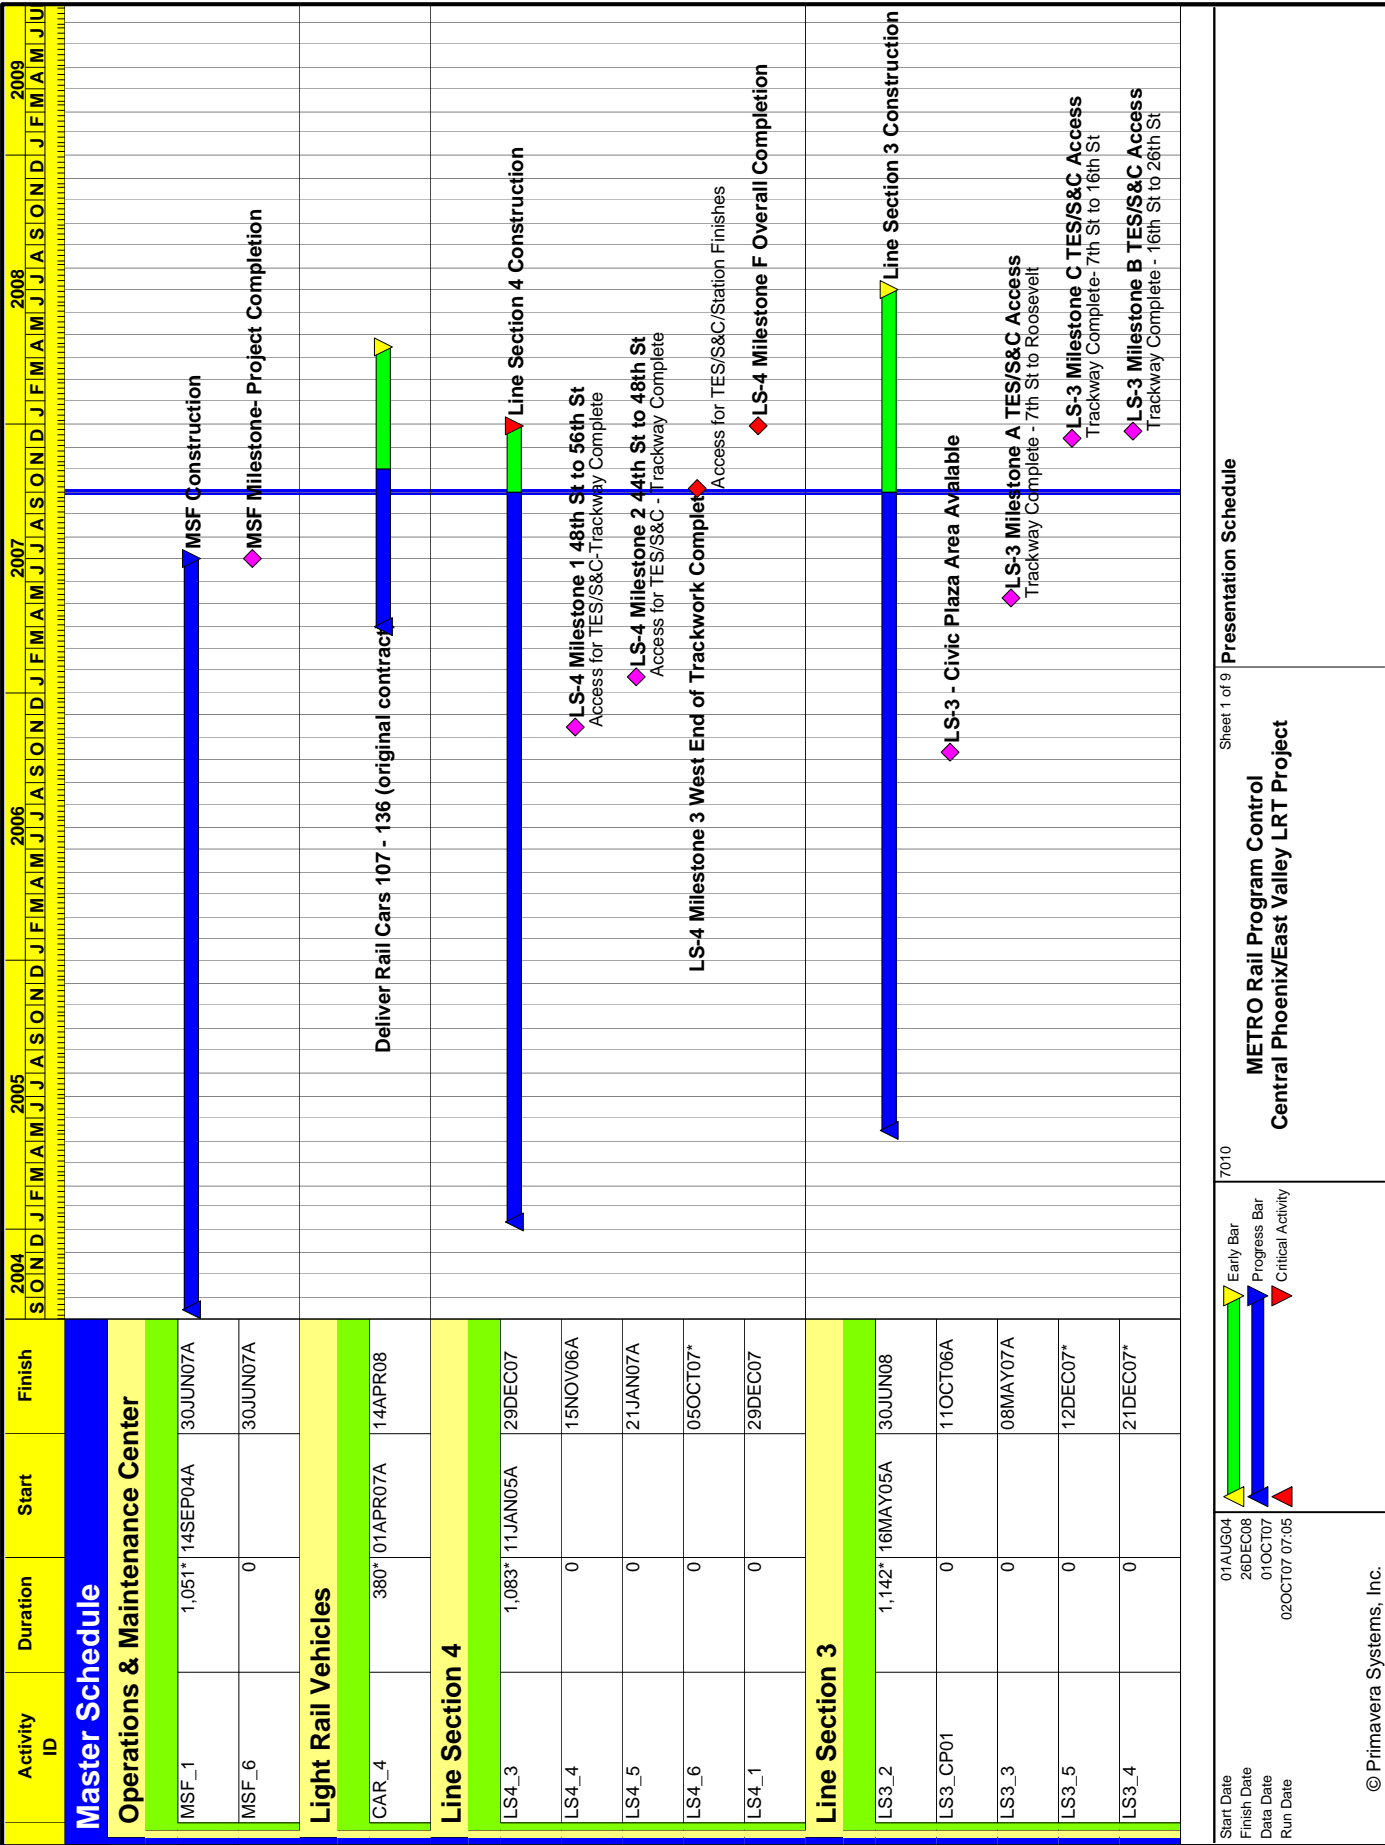 Activity ID Duration Start Finish
2004 2005 2006 2007 2008 2009
S O N D J F M A M J J A S O N D J F M A M J J A S O N D J F M A M J J A S O N D J F M A M J J A S O N D J F M A M J U
Master Schedule
Operations & Maintenance Center
MSF_1 1,051* 14SEP04A 30JUN07A MSF Construction
MSF_6 0 30JUN07A MSF Milestone- Project Completion
Light Rail Vehicles
CAR_4 380* 01APR07A 14APR08 Deliver Rail Cars 107 - 136 (original contract
Line Section 4
LS4_3 1,083* 11JAN05A 29DEC07 Line Section 4 Construction
LS4_4 0 15NOV06A LS-4 Milestone 1 48th St to 56th St
Access for TES/S&C-Trackway Complete
LS4_5 0 21JAN07A LS-4 Milestone 2 44th St to 48th St
Access for TES/S&C - Trackway Complete
LS4_6 0 05OCT07* LS-4 Milestone 3 West End of Trackwork Complet
Access for TES/S&C/Station Finishes
LS4_1 0 29DEC07 LS-4 Milestone F Overall Completion
Line Section 3
LS3_2 1,142* 16MAY05A 30JUN08 Line Section 3 Construction
LS3_CP01 0 11OCT06A LS-3 - Civic Plaza Area Avalable
LS3_3 0 08MAY07A LS-3 Milestone A TES/S&C Access
Trackway Complete - 7th St to Roosevelt
LS3_5 0 12DEC07* LS-3 Milestone C TES/S&C Access
Trackway Complete- 7th St to 16th St
LS3_4 0 21DEC07* LS-3 Milestone B TES/S&C Access
Trackway Complete - 16th St to 26th St
Start Date 01AUG04
Finish Date 26DEC08
Data Date 01OCT07
Run Date 02OCT07 07:05
© Primavera Systems, Inc.
Early Bar
Progress Bar
Critical Activity
7010
Sheet 1 of 9
METRO Rail Program Control
Central Phoenix/East Valley LRT Project
Presentation Schedule